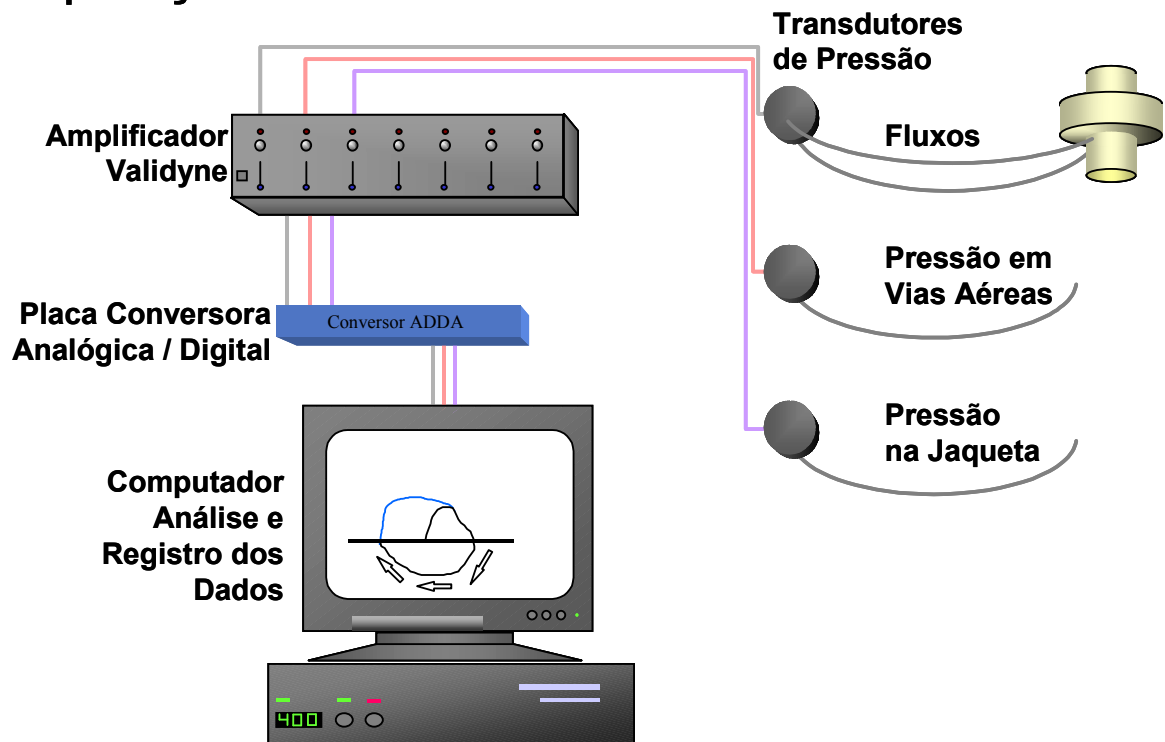 Transdutores
de Pressão
Amplificador
Validyne
Fluxos
Pressão em
Vias Aéreas
Placa Conversora
Analógica / Digital
Conversor ADDA
Pressão
na Jaqueta
Computador
Análise e
Registro dos
Dados
400